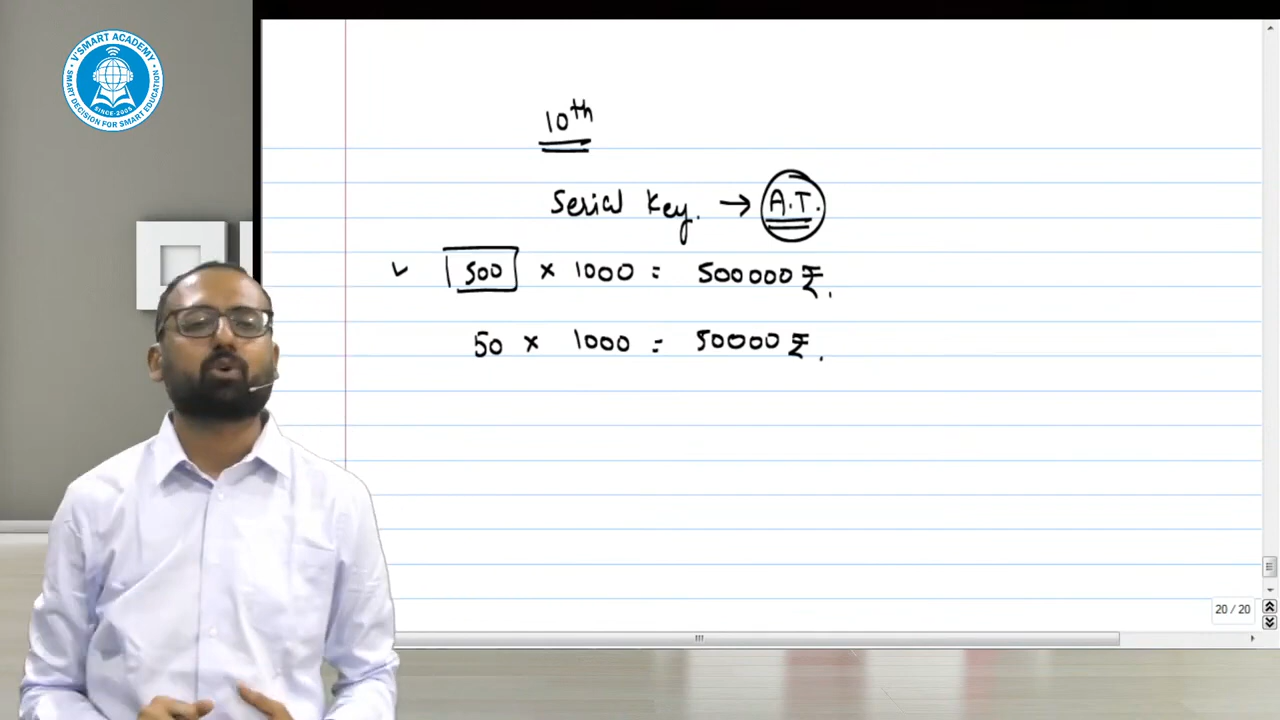 V'SMART ACADEMY
SMART DECISION FOR SMART EDUCATION
SINCE-2005
10th
Serial Key. → A.T.
✓ 500 × 1000 = 500000 ₹.
50 × 1000 = 50000 ₹.
20 / 20